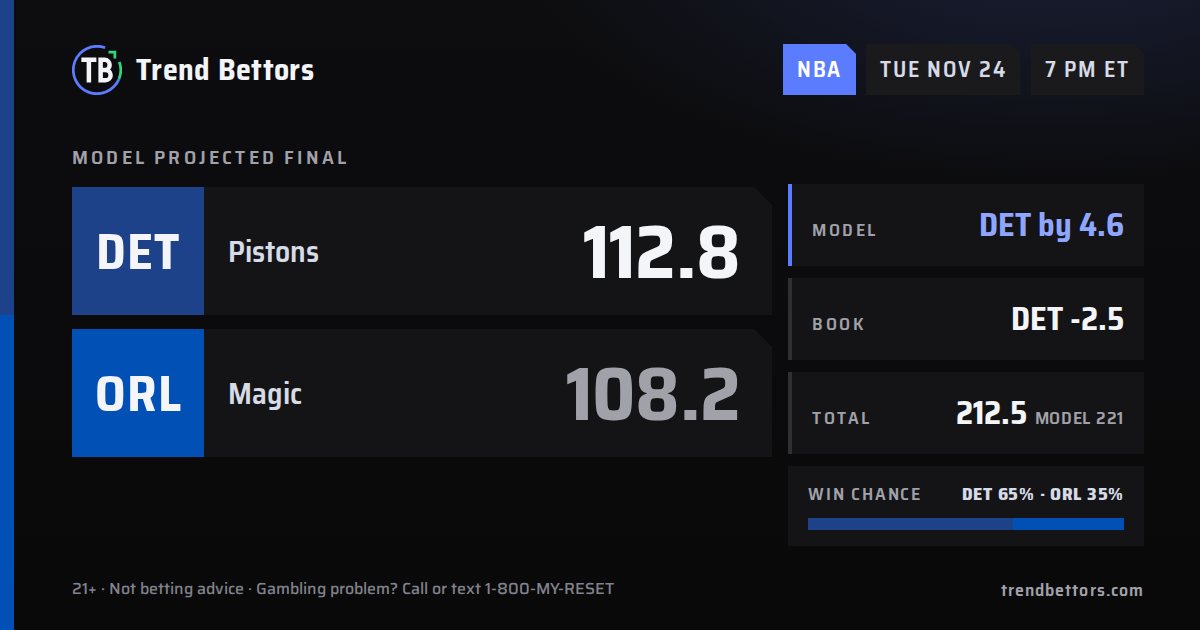 TB Trend Bettors
NBA TUE NOV 24 7 PM ET
MODEL PROJECTED FINAL
DET Pistons 112.8
ORL Magic 108.2
MODEL DET by 4.6
BOOK DET -2.5
TOTAL 212.5 MODEL 221
WIN CHANCE DET 65% · ORL 35%
21+ · Not betting advice · Gambling problem? Call or text 1-800-MY-RESET
trendbettors.com